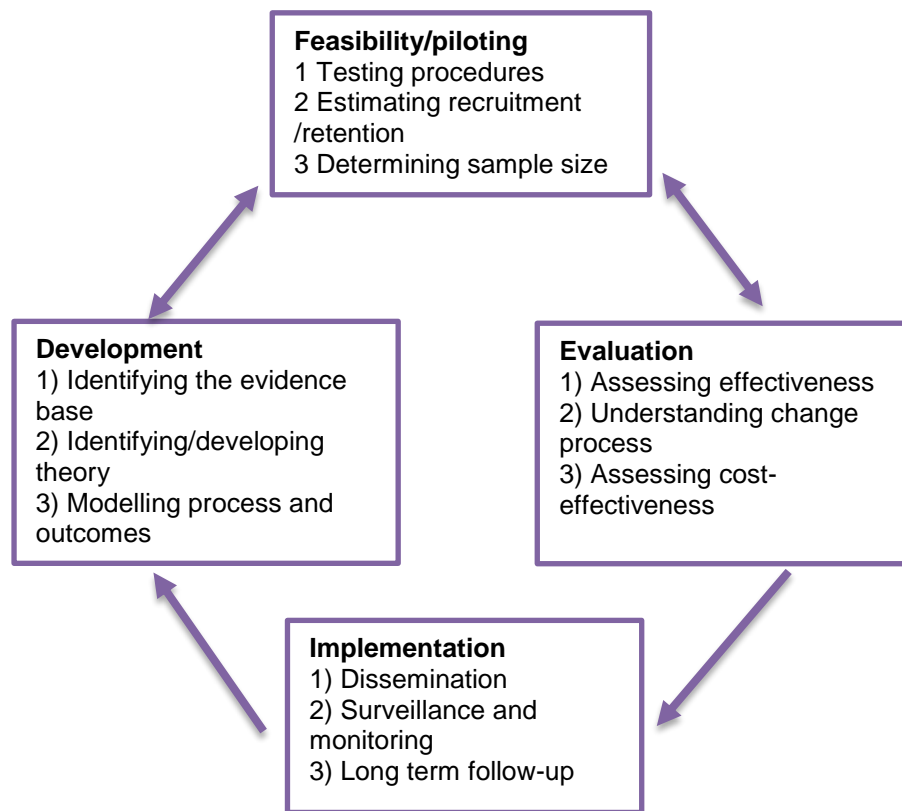 Feasibility/piloting
1 Testing procedures
2 Estimating recruitment
/retention
3 Determining sample size
Development
1) Identifying the evidence
base
2) Identifying/developing
theory
3) Modelling process and
outcomes
Evaluation
1) Assessing effectiveness
2) Understanding change
process
3) Assessing cost-
effectiveness
Implementation
1) Dissemination
2) Surveillance and
monitoring
3) Long term follow-up